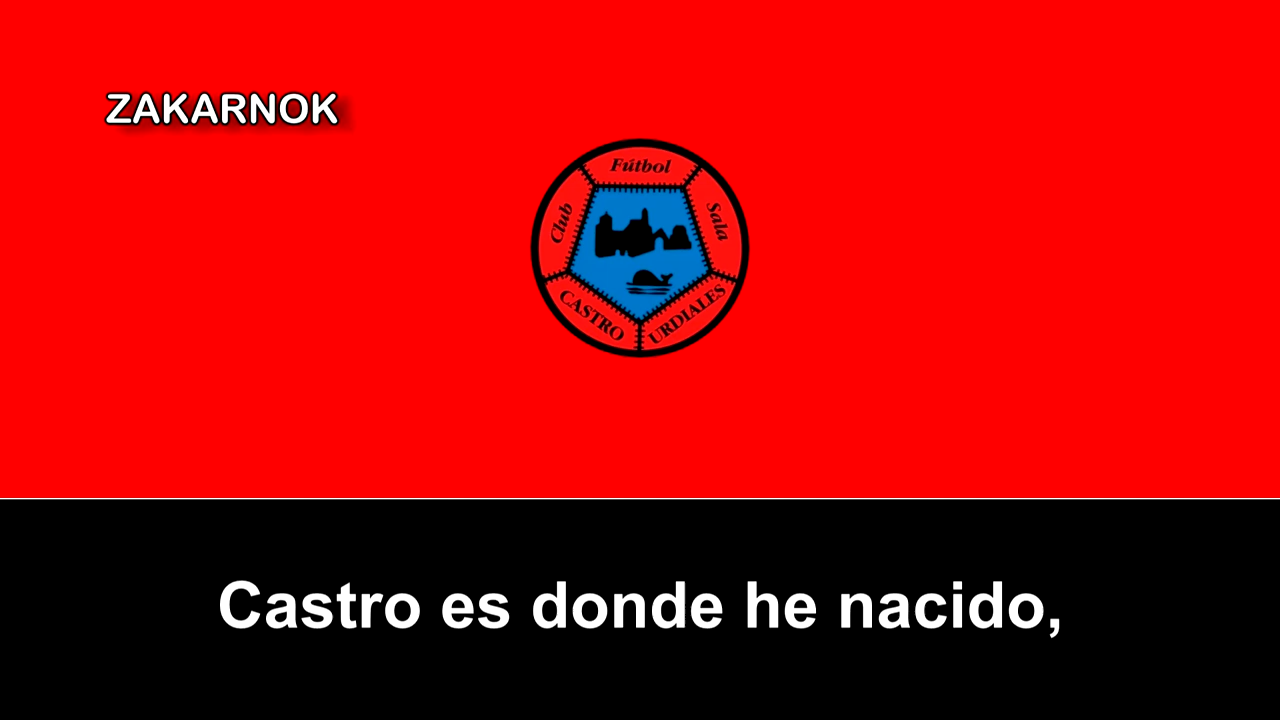 ZAKARNOK
Fútbol
Club
Sala
CASTRO
URDIALES
Castro es donde he nacido,